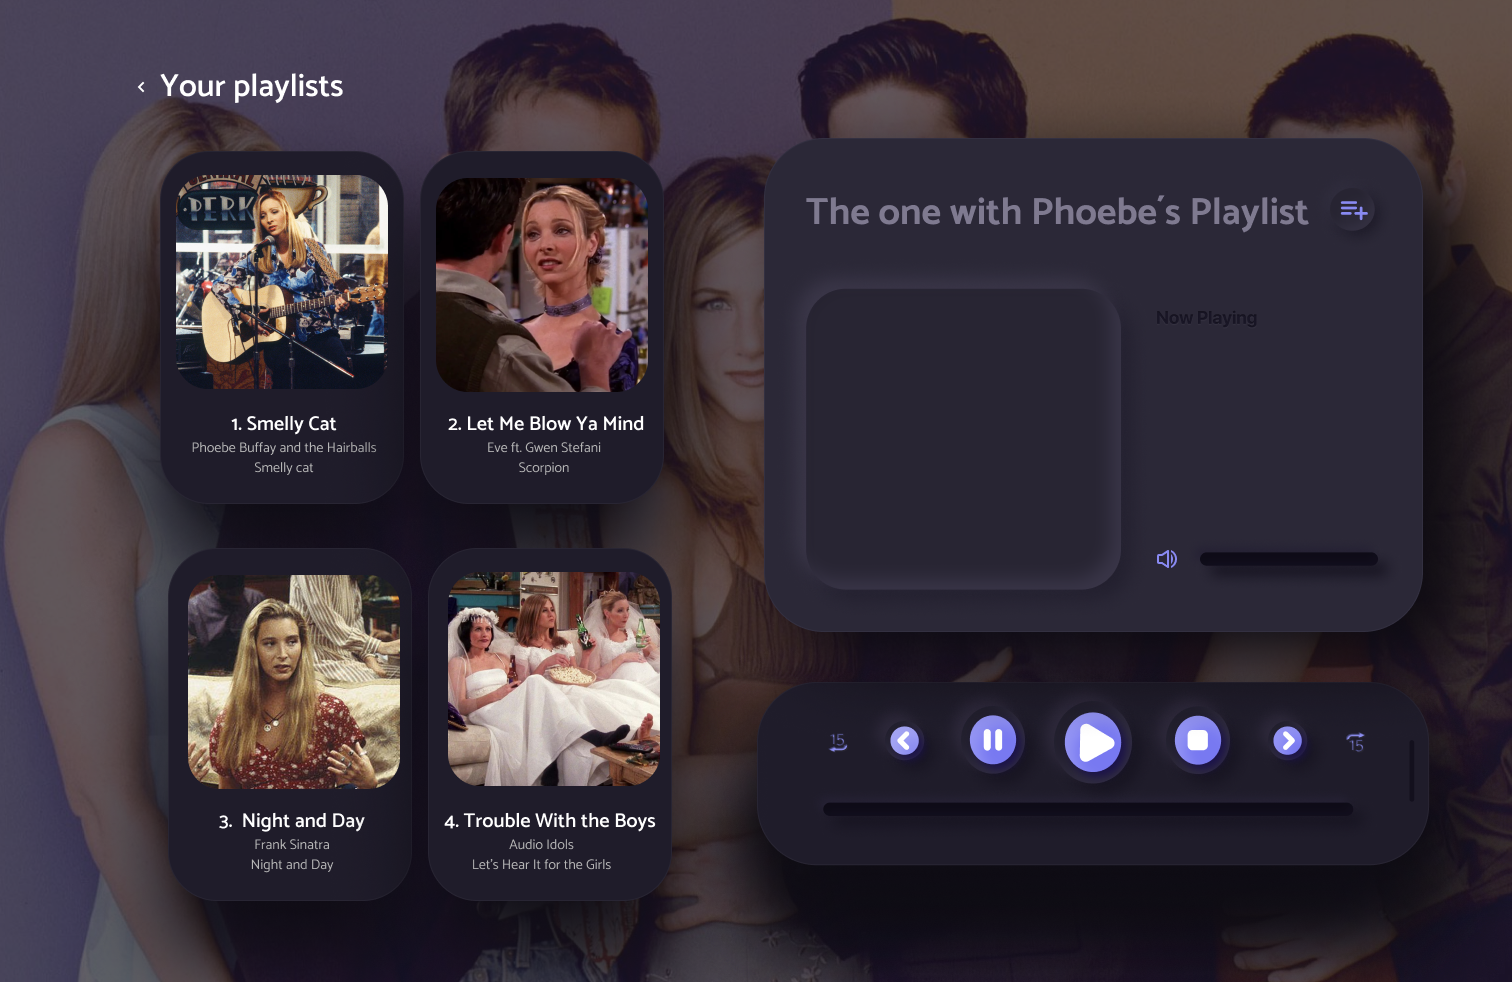 Your playlists
PERK
1. Smelly Cat
Phoebe Buffay and the Hairballs
Smelly cat
2. Let Me Blow Ya Mind
Eve ft. Gwen Stefani
Scorpion
3. Night and Day
Frank Sinatra
Night and Day
4. Trouble With the Boys
Audio Idols
Let's Hear It for the Girls
The one with Phoebe´s Playlist
Now Playing
15
15